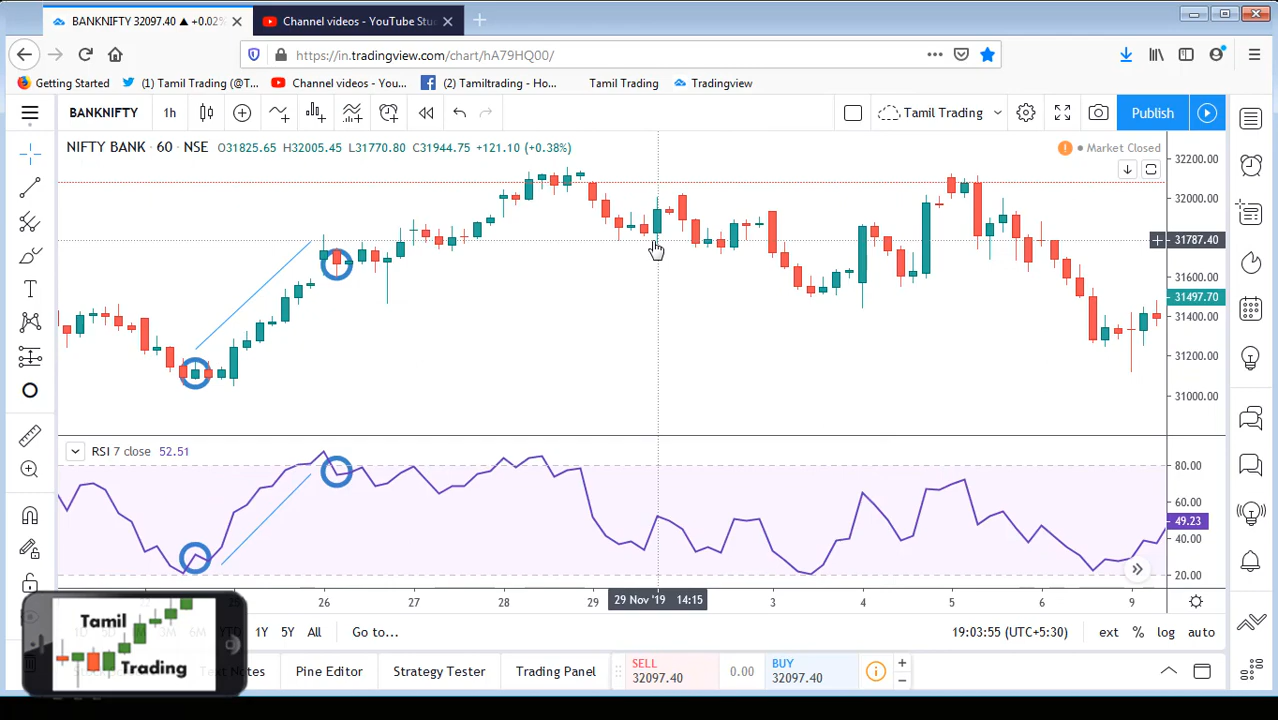 BANKNIFTY 32097.40 ▲ +0.02%
Channel videos - YouTube Stu
https://in.tradingview.com/chart/hA79HQ00/
Getting Started
(1) Tamil Trading (@T...
Channel videos - You...
(2) Tamiltrading - Ho...
Tamil Trading
Tradingview
BANKNIFTY 1h
Tamil Trading
Publish
NIFTY BANK · 60 · NSE O31825.65 H32005.45 L31770.80 C31944.75 +121.10 (+0.38%)
Market Closed
32200.00
32000.00
31787.40
31600.00
31497.70
31400.00
31200.00
31000.00
RSI 7 close 52.51
80.00
60.00
49.23
40.00
20.00
26 27 28 29 29 Nov '19 14:15 3 4 5 6 9
6M 1Y 5Y All Go to... 19:03:55 (UTC+5:30) ext % log auto
Text Notes Pine Editor Strategy Tester Trading Panel
SELL
32097.40
0.00
BUY
32097.40
Tamil
Trading